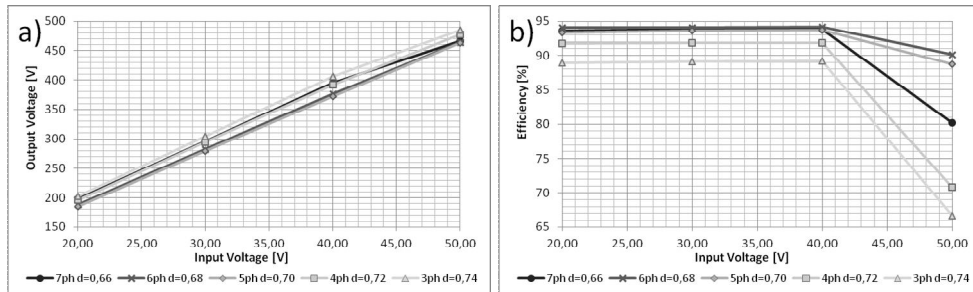 a)
Output Voltage [V]
500
450
400
350
300
250
200
150
20,00 25,00 30,00 35,00 40,00 45,00 50,00
Input Voltage [V]
7ph d=0,66 6ph d=0,68 5ph d=0,70 4ph d=0,72 3ph d=0,74
b)
Efficiency [%]
95
90
85
80
75
70
65
20,00 25,00 30,00 35,00 40,00 45,00 50,00
Input Voltage [V]
7ph d=0,66 6ph d=0,68 5ph d=0,70 4ph d=0,72 3ph d=0,74